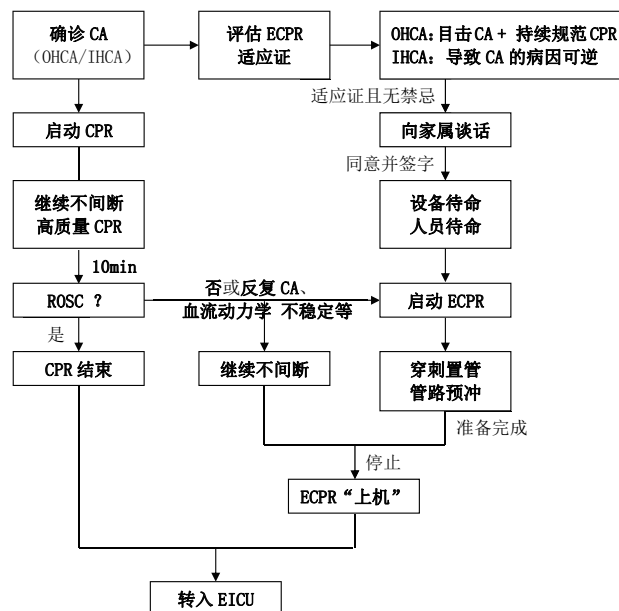 确诊 CA
（OHCA/IHCA）
评估 ECPR
适应证
OHCA：目击 CA + 持续规范 CPR
IHCA：导致 CA 的病因可逆
适应证且无禁忌
启动 CPR
向家属谈话
同意并签字
继续不间断
高质量 CPR
设备待命
人员待命
10min
ROSC ？
否或反复 CA、
血流动力学 不稳定等
启动 ECPR
是
CPR 结束
继续不间断
穿刺置管
管路预冲
准备完成
停止
ECPR“上机”
转入 EICU